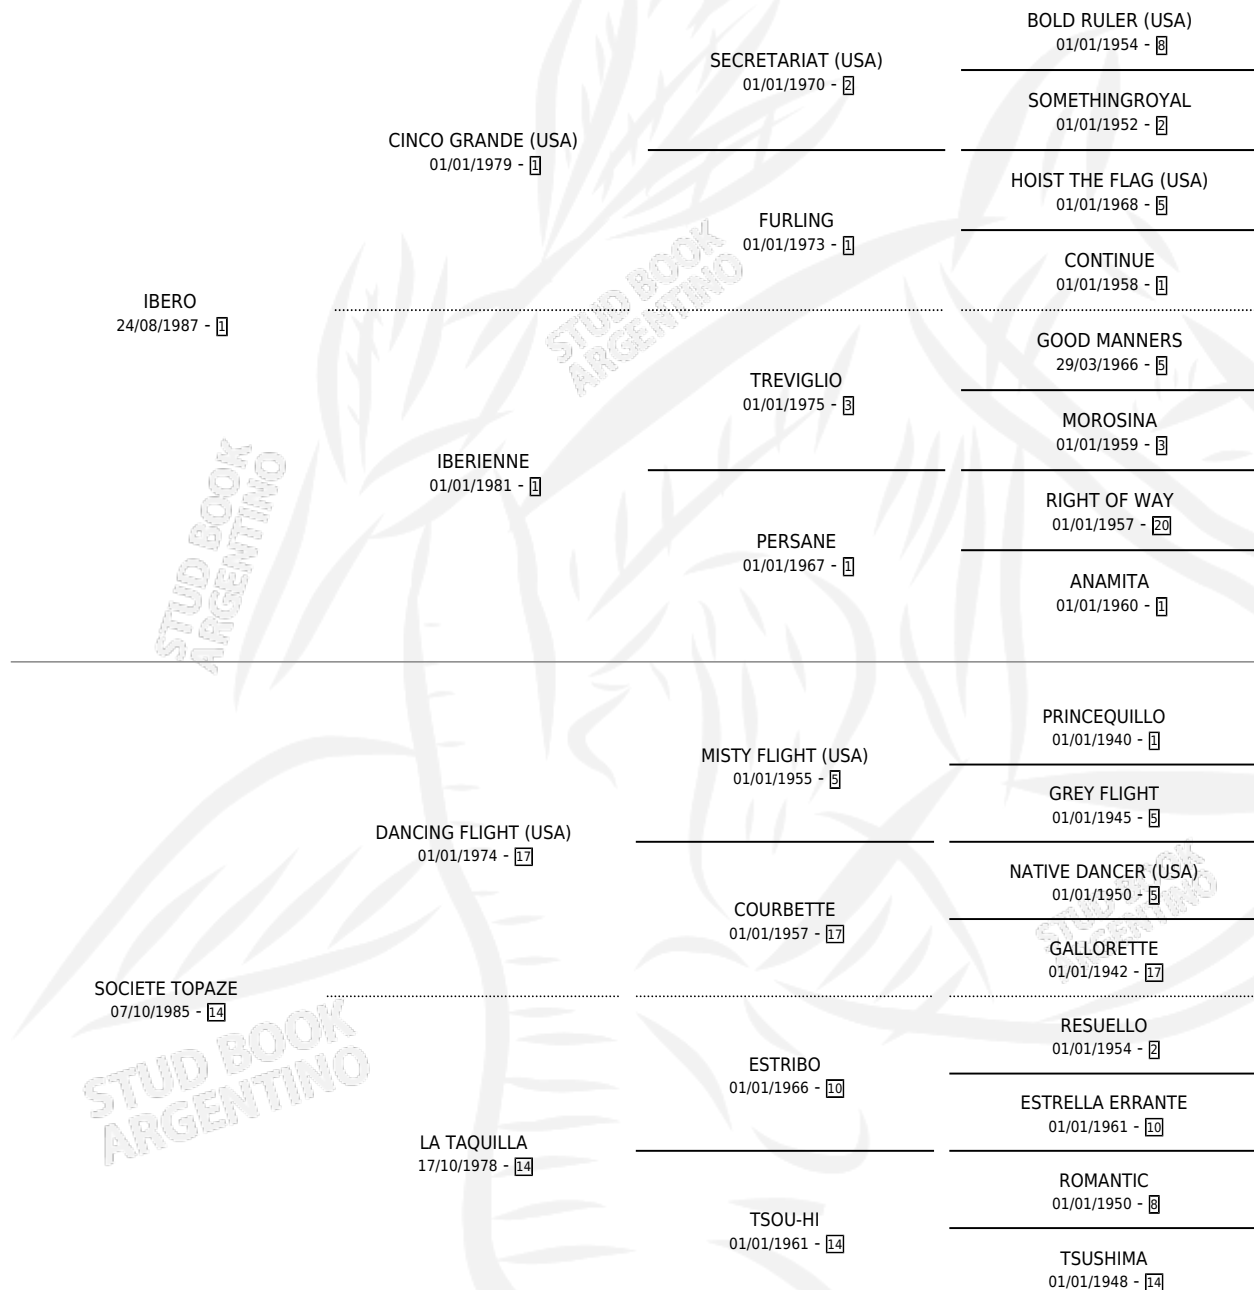 BOLD RULER (USA)
01/01/1954 - 8
SECRETARIAT (USA)
01/01/1970 - 2
SOMETHINGROYAL
01/01/1952 - 2
CINCO GRANDE (USA)
01/01/1979 - 1
HOIST THE FLAG (USA)
01/01/1968 - 5
FURLING
01/01/1973 - 1
CONTINUE
01/01/1958 - 1
IBERO
24/08/1987 - 1
GOOD MANNERS
29/03/1966 - 5
TREVIGLIO
01/01/1975 - 3
MOROSINA
01/01/1959 - 3
IBERIENNE
01/01/1981 - 1
RIGHT OF WAY
01/01/1957 - 20
PERSANE
01/01/1967 - 1
ANAMITA
01/01/1960 - 1
PRINCEQUILLO
01/01/1940 - 1
MISTY FLIGHT (USA)
01/01/1955 - 5
GREY FLIGHT
01/01/1945 - 5
DANCING FLIGHT (USA)
01/01/1974 - 17
NATIVE DANCER (USA)
01/01/1950 - 5
COURBETTE
01/01/1957 - 17
GALLORETTE
01/01/1942 - 17
SOCIETE TOPAZE
07/10/1985 - 14
RESUELLO
01/01/1954 - 2
ESTRIBO
01/01/1966 - 10
ESTRELLA ERRANTE
01/01/1961 - 10
LA TAQUILLA
17/10/1978 - 14
ROMANTIC
01/01/1950 - 8
TSOU-HI
01/01/1961 - 14
TSUSHIMA
01/01/1948 - 14
STUD BOOK
ARGENTINO
STUD BOOK
ARGENTINO
STUD BOOK
ARGENTINO
STUD BOOK
ARGENTINO